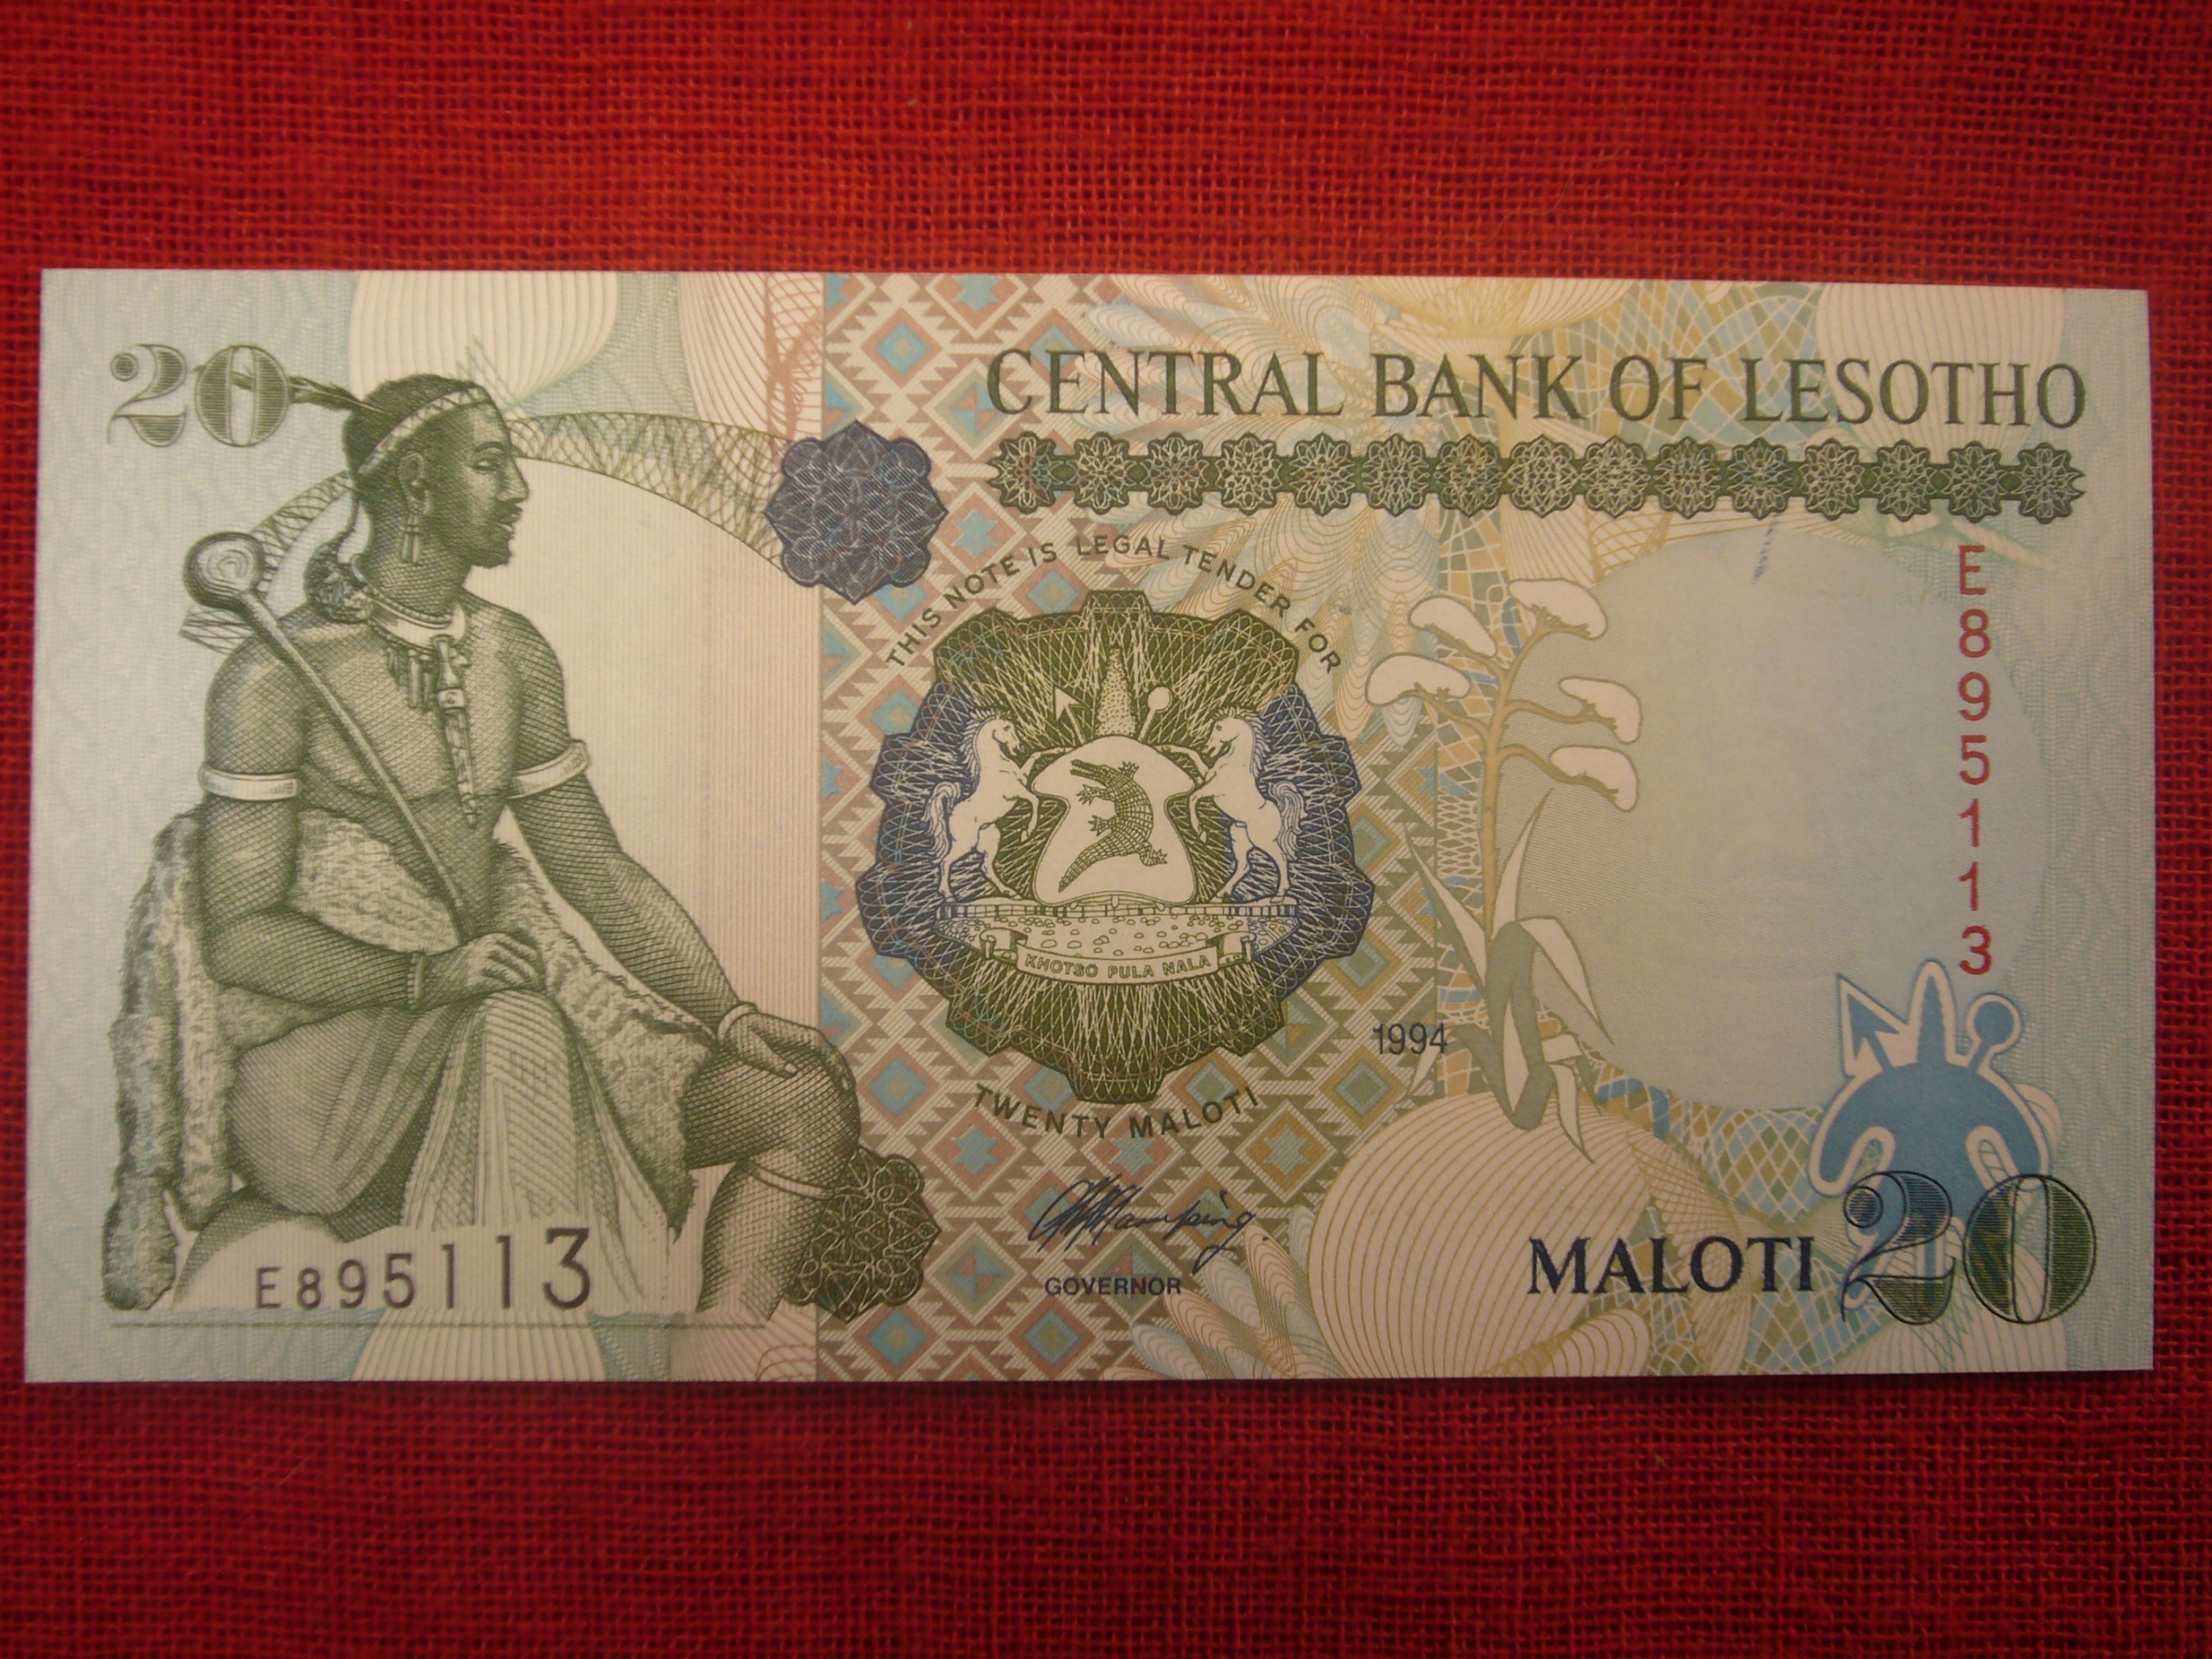 20
CENTRAL BANK OF LESOTHO
THIS NOTE IS LEGAL TENDER FOR
E895113
KHOTSO PULA NALA
1994
TWENTY MALOTI
GOVERNOR
E895113
MALOTI 20